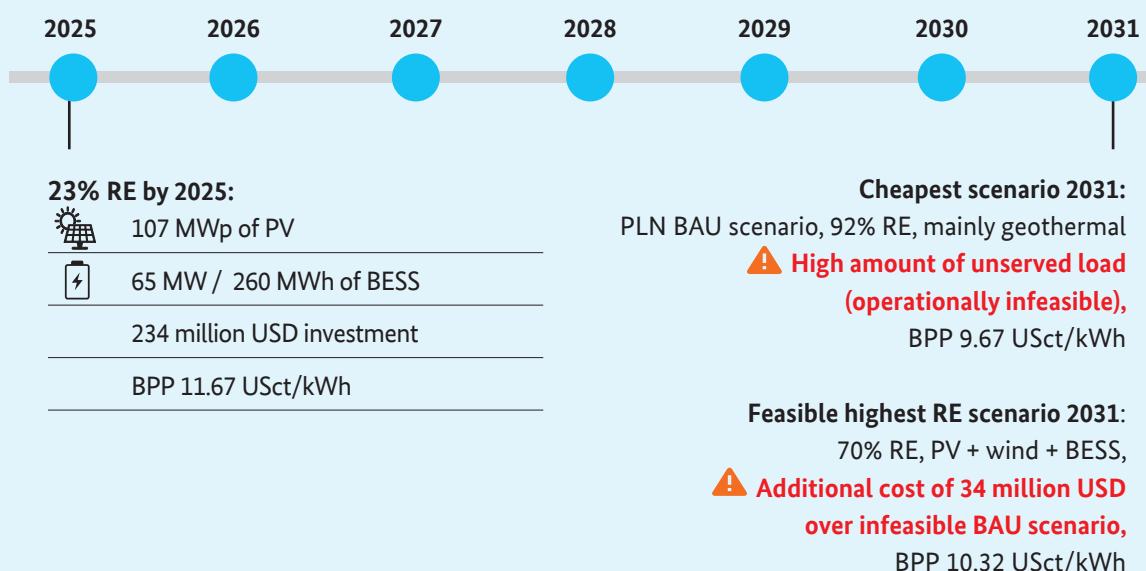 2025 2026 2027 2028 2029 2030 2031
23% RE by 2025:
107 MWp of PV
65 MW / 260 MWh of BESS
234 million USD investment
BPP 11.67 USct/kWh
Cheapest scenario 2031:
PLN BAU scenario, 92% RE, mainly geothermal
High amount of unserved load
(operationally infeasible),
BPP 9.67 USct/kWh
Feasible highest RE scenario 2031:
70% RE, PV + wind + BESS,
Additional cost of 34 million USD
over infeasible BAU scenario,
BPP 10.32 USct/kWh